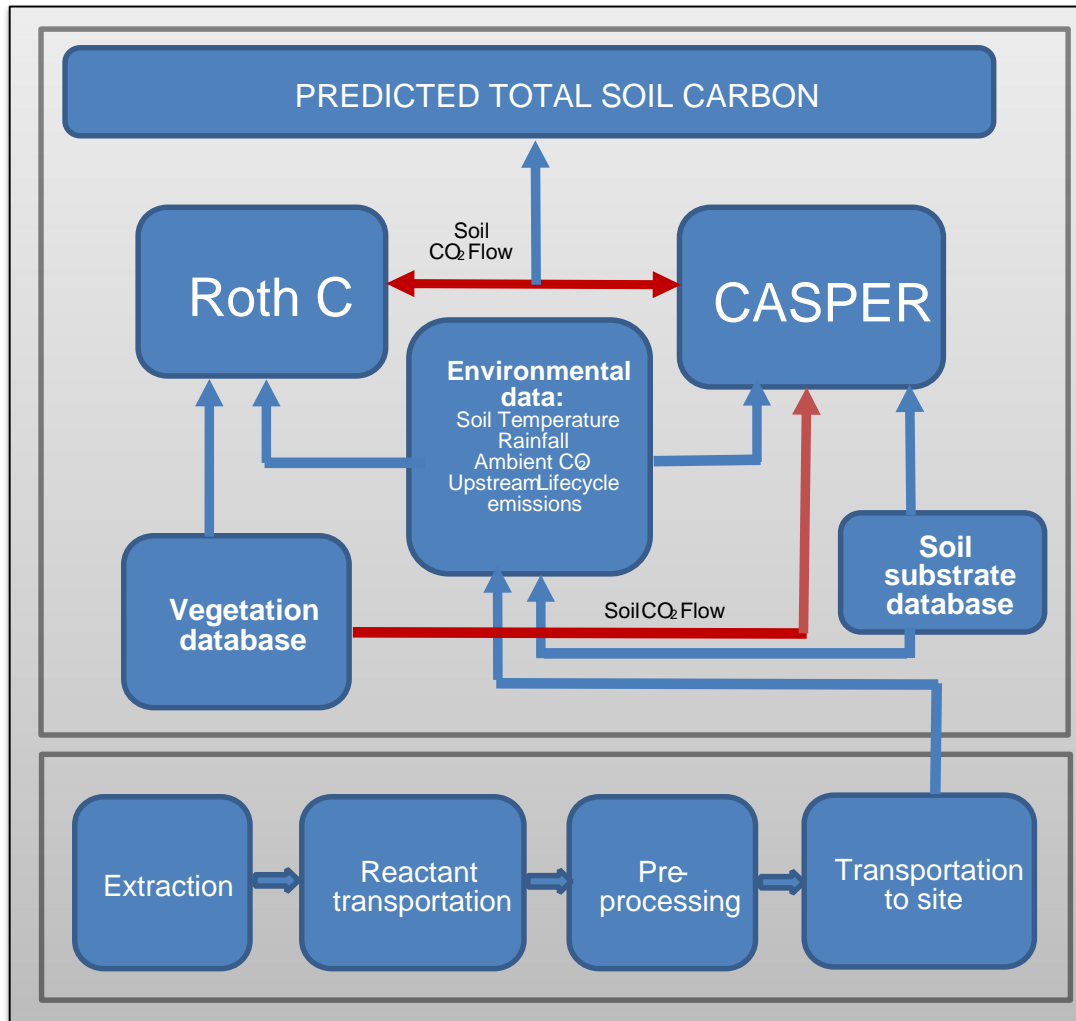 PREDICTED TOTAL SOIL CARBON
Soil
CO2 Flow
Roth C
CASPER
Environmental
data:
Soil Temperature
Rainfall
Ambient CO2
Upstream Lifecycle
emissions
Vegetation
database
Soil CO2 Flow
Soil
substrate
database
Extraction
Reactant
transportation
Pre-
processing
Transportation
to site